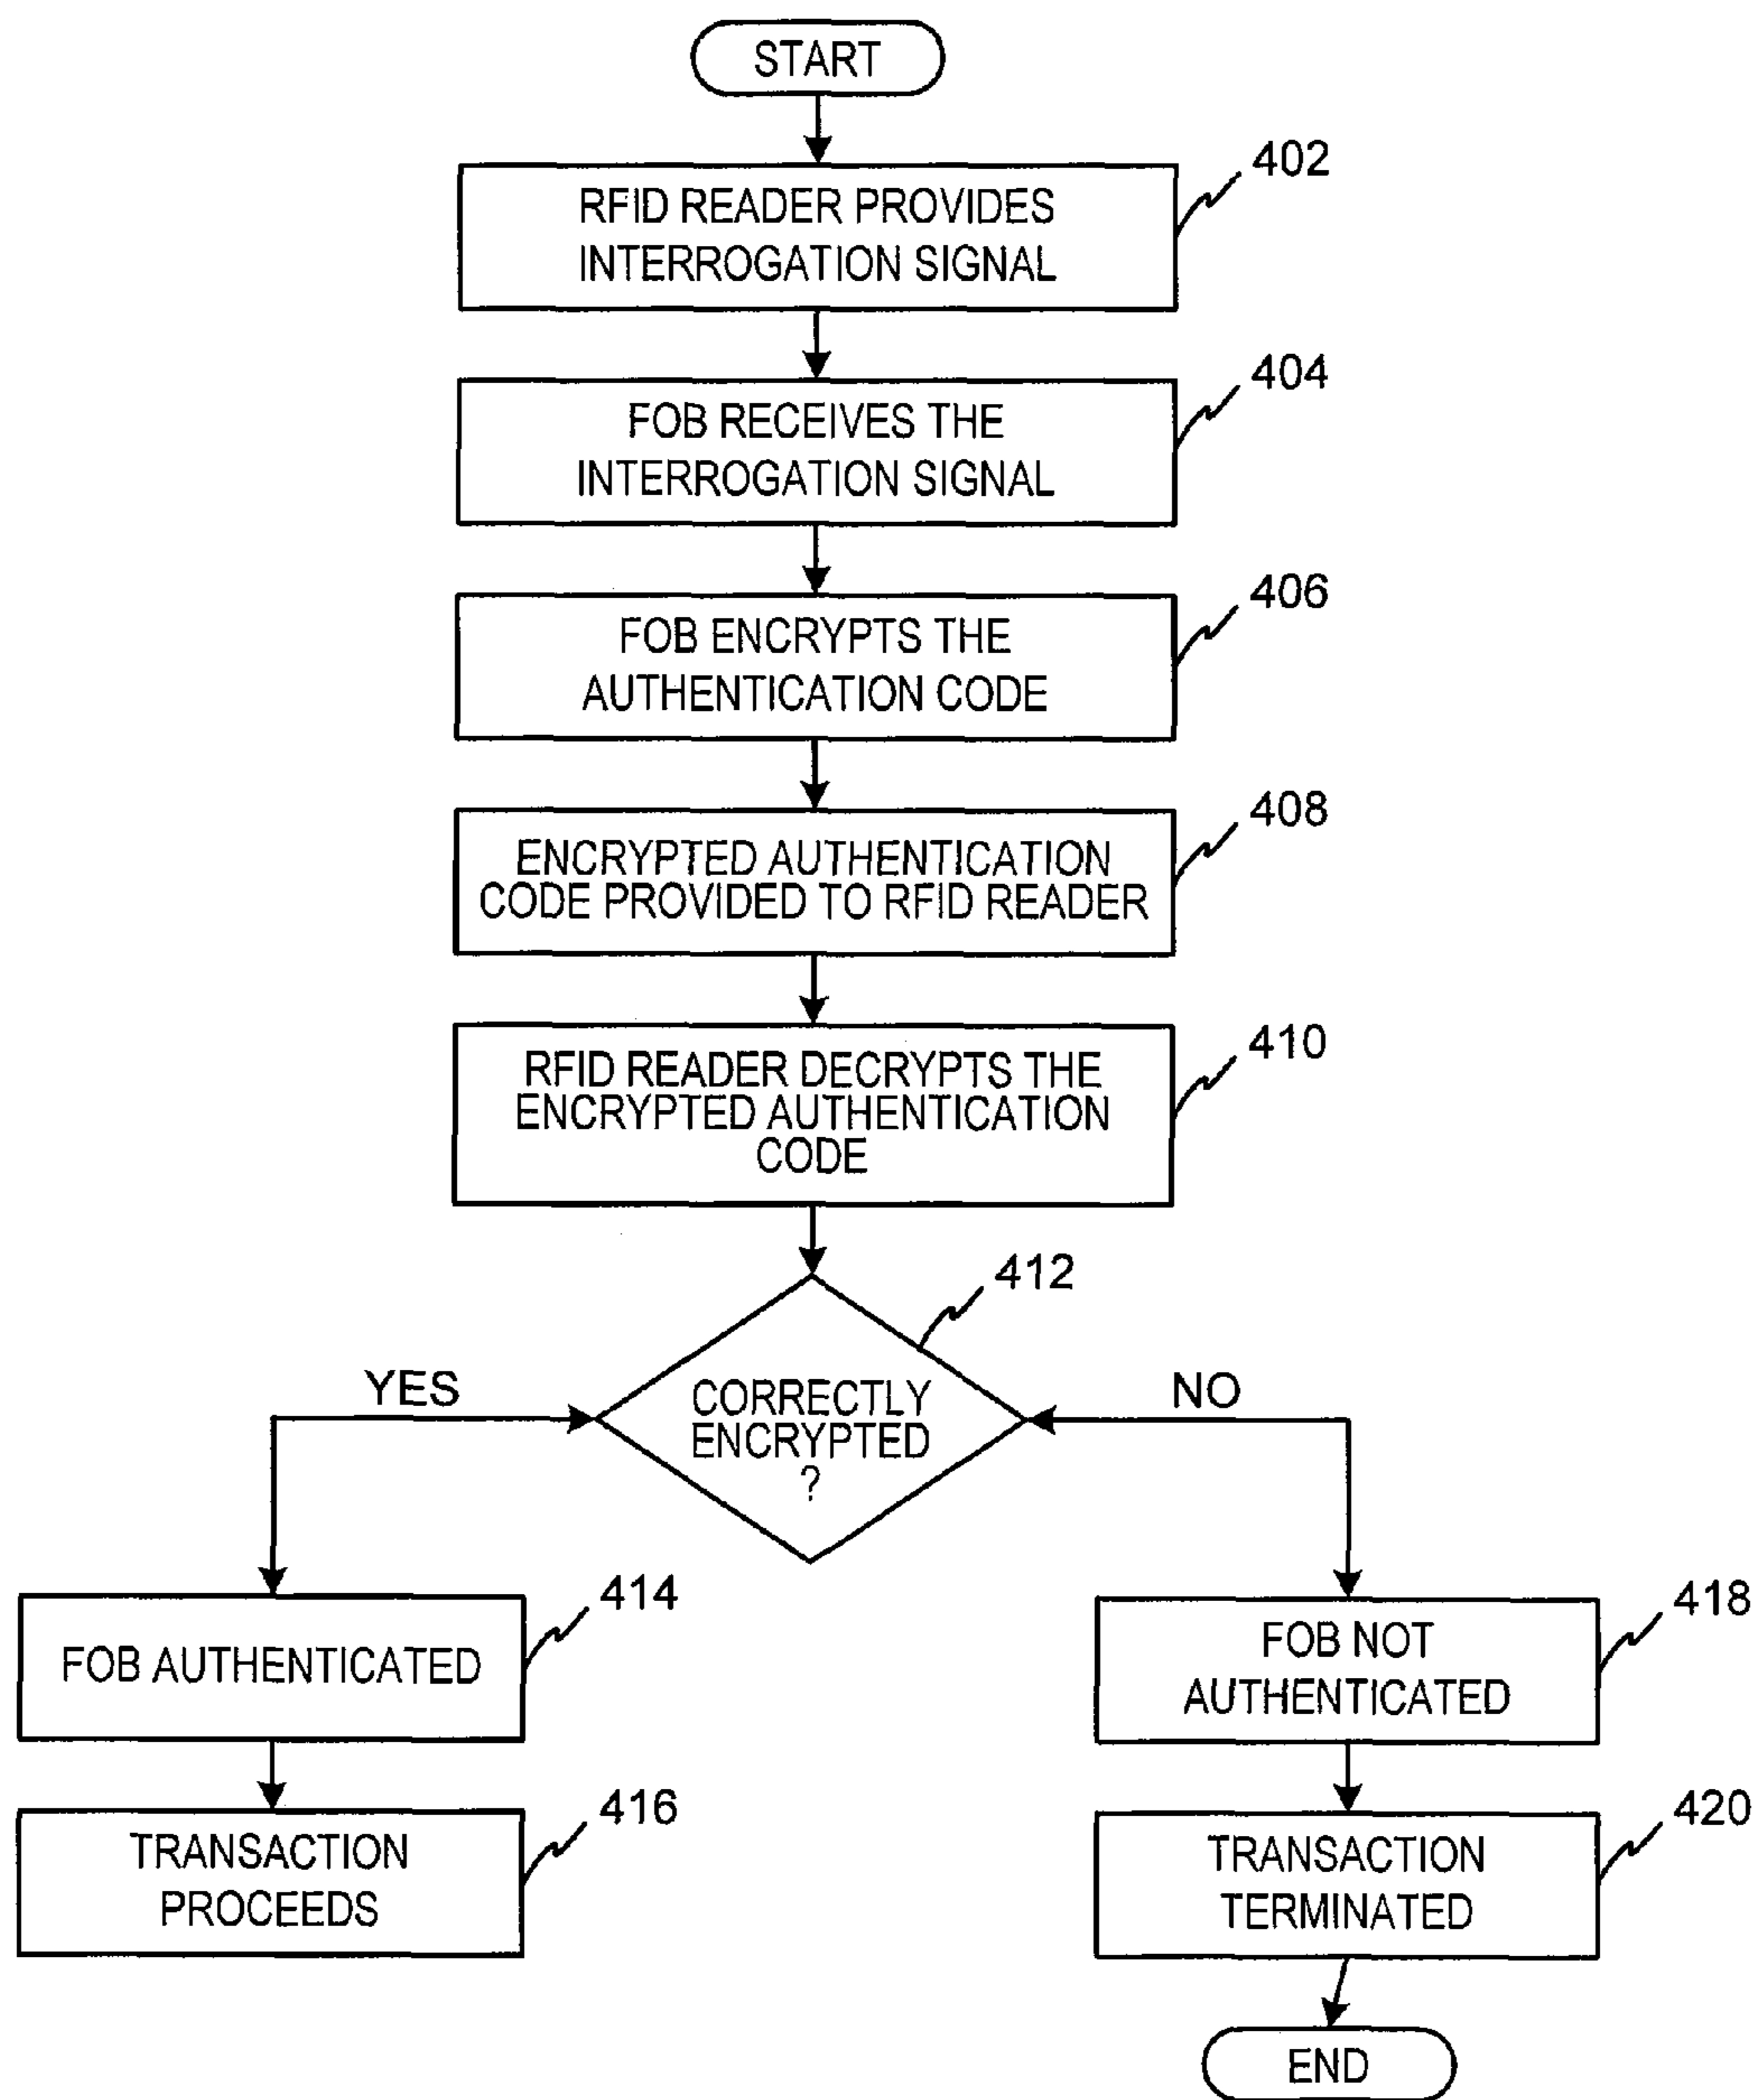 START
402
RFID READER PROVIDES
INTERROGATION SIGNAL
404
FOB RECEIVES THE
INTERROGATION SIGNAL
406
FOB ENCRYPTS THE
AUTHENTICATION CODE
408
ENCRYPTED AUTHENTICATION
CODE PROVIDED TO RFID READER
410
RFID READER DECRYPTS THE
ENCRYPTED AUTHENTICATION
CODE
412
CORRECTLY
ENCRYPTED
?
YES
NO
414
FOB AUTHENTICATED
416
TRANSACTION
PROCEEDS
418
FOB NOT
AUTHENTICATED
420
TRANSACTION
TERMINATED
END